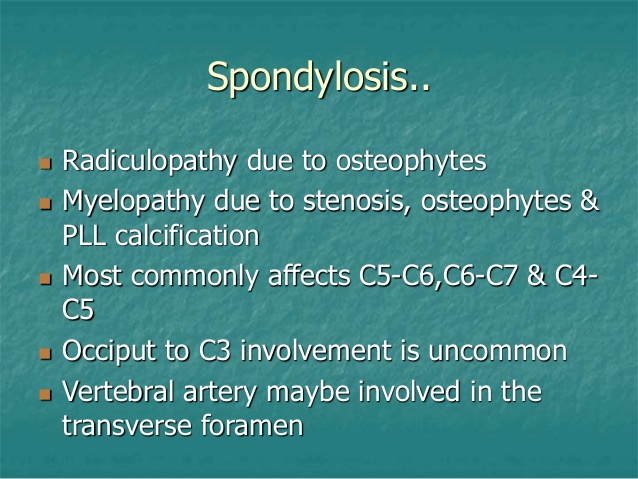 Spondylosis..
Radiculopathy due to osteophytes
Myelopathy due to stenosis, osteophytes &
PLL calcification
Most commonly affects C5-C6,C6-C7 & C4-
C5
Occiput to C3 involvement is uncommon
Vertebral artery maybe involved in the
transverse foramen